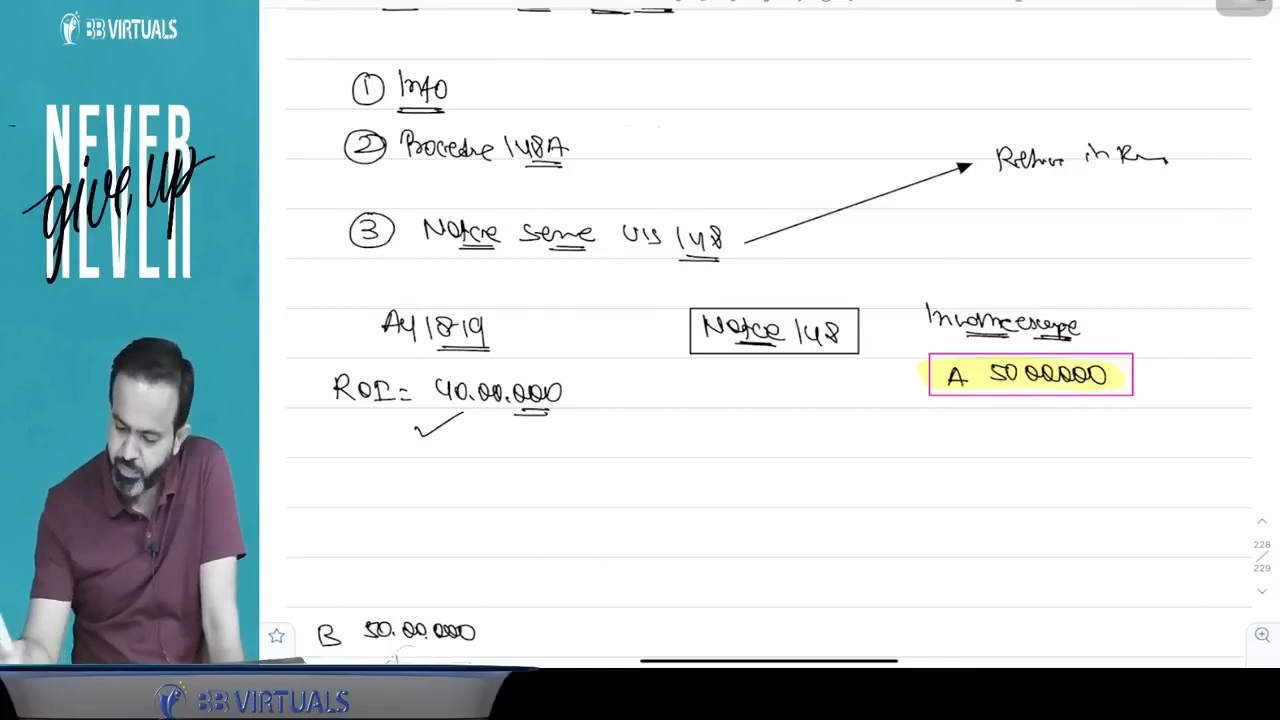 BB VIRTUALS
NEVER
give up
NEVER
① Info
② Procedure 148A
Return in
③ Notice serve U/s 148
AY 18-19
Notice 148
Income escape
A 5000000
ROI = 40.00.000
228
229
B 50.00.000
BB VIRTUALS